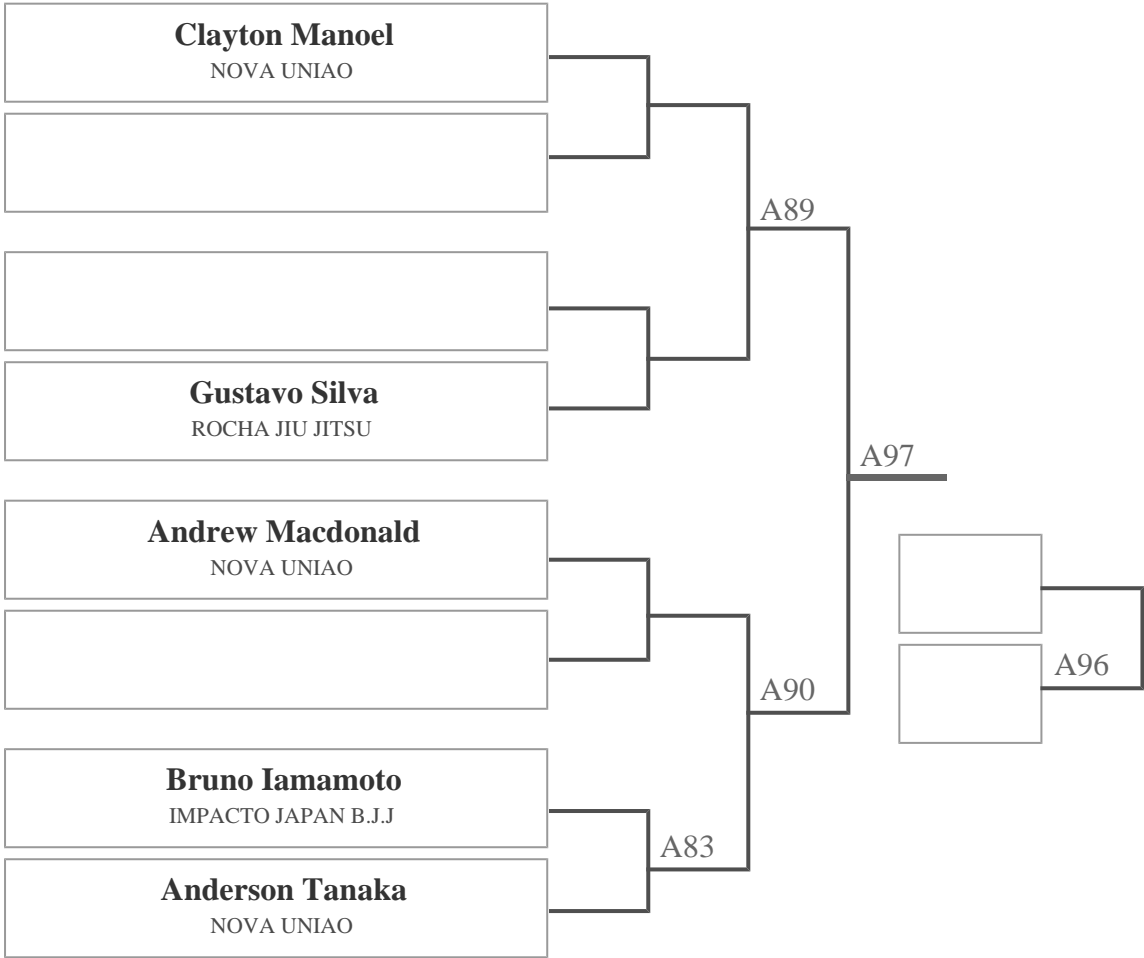 Clayton Manoel
NOVA UNIAO
A89
Gustavo Silva
ROCHA JIU JITSU
A97
Andrew Macdonald
NOVA UNIAO
A96
A90
Bruno Iamamoto
IMPACTO JAPAN B.J.J
A83
Anderson Tanaka
NOVA UNIAO